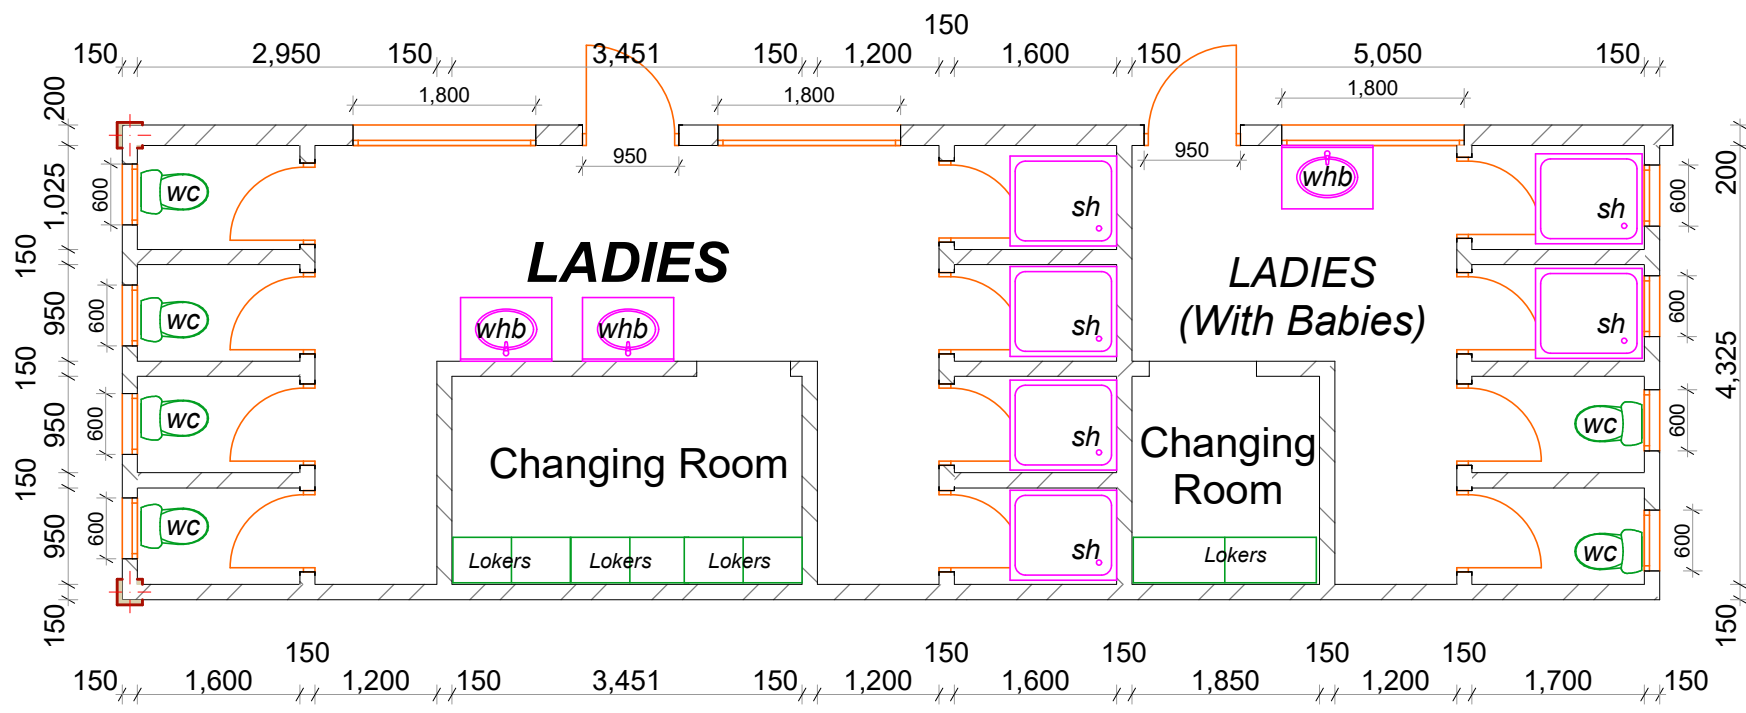 150
150 2,950 150 3,451 150 1,200 1,600 150 5,050 150
1,800 1,800 1,800
200
950 950
1,025
600
wc
sh
whb
sh
600
200
150
LADIES
LADIES
(With Babies)
950
600
wc
whb
whb
sh
sh
600
150
4,325
950
600
wc
Changing Room
sh
Changing
Room
wc
600
150
950
600
wc
Lokers
Lokers
Lokers
sh
Lokers
wc
600
150
150
150 150 150 150 150
150 1,600 1,200 150 3,451 150 1,200 1,600 1,850 1,200 1,700 150